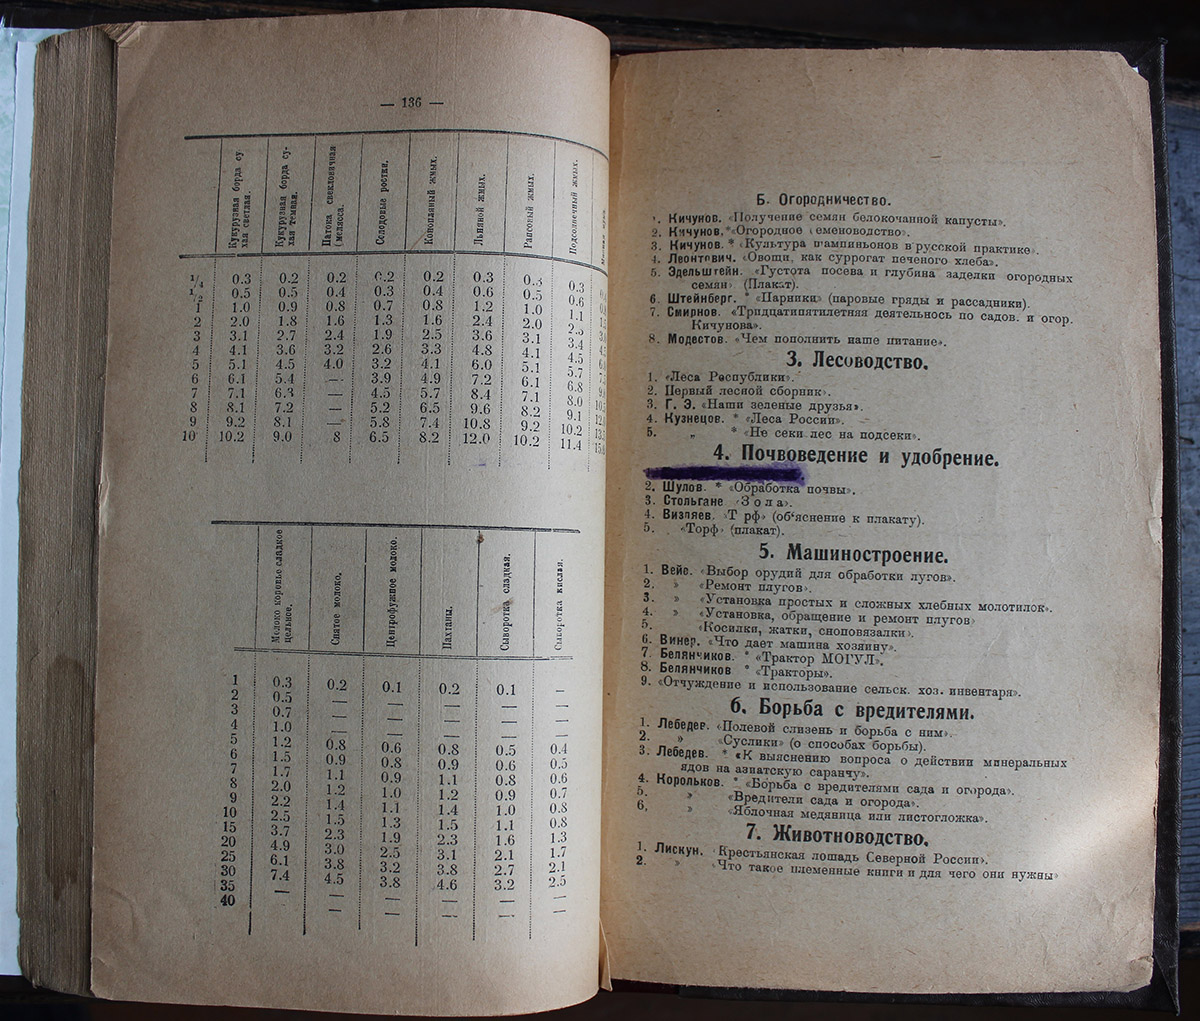 — 136 —
Кукурузная борда су
хая светлая.
Кукурузная борда су-
хая темная.
Патока свекловичная
(меласса.
Солодовые ростки.
Конопляный жмых.
Льняной жмых.
Рапсовый жмых.
Подсолнечный жмых.
1/4 0.3 0.2 0.2 0.2 0.2 0.3 0.3 0.3
1/2 0.5 0.5 0.4 0.3 0.4 0.6 0.5 0.6
1 1.0 0.9 0.8 0.7 0.8 1.2 1.0 1.1
2 2.0 1.8 1.6 1.3 1.6 2.4 2.0 2.3
3 3.1 2.7 2.4 1.9 2.5 3.6 3.1 3.4
4 4.1 3.6 3.2 2.6 3.3 4.8 4.1 4.5
5 5.1 4.5 4.0 3.2 4.1 6.0 5.1 5.7
6 6.1 5.4 — 3.9 4.9 7.2 6.1 6.8
7 7.1 6.3 — 4.5 5.7 8.4 7.1 8.0
8 8.1 7.2 — 5.2 6.5 9.6 8.2 9.1
9 9.2 8.1 — 5.8 7.4 10.8 9.2 10.2
10 10.2 9.0 8 6.5 8.2 12.0 10.2 11.4
Молоко коровье сладкое
цельное.
Снятое молоко.
Центрофужное молоко.
Пахтаны.
Сыворотка сладкая.
Сыворотка кислая.
1 0.3 0.2 0.1 0.2 0.1 —
2 0.5 — — — — —
3 0.7 — — — — —
4 1.0 — — — — —
5 1.2 0.8 0.6 0.8 0.5 0.4
6 1.5 0.9 0.8 0.9 0.6 0.5
7 1.7 1.1 0.9 1.1 0.8 0.6
8 2.0 1.2 1.0 1.2 0.9 0.7
9 2.2 1.4 1.1 1.4 1.0 0.8
10 2.5 1.5 1.3 1.5 1.1 0.8
15 3.7 2.3 1.9 2.3 1.6 1.3
20 4.9 3.0 2.5 3.1 2.1 1.7
25 6.1 3.8 3.2 3.8 2.7 2.1
30 7.4 4.5 3.8 4.6 3.2 2.5
35 — — — — — —
40 — — — — —
Б. Огородничество.
1. Кичунов. «Получение семян белокочанной капусты».
2. Кичунов.* «Огородное семеноводство».
3. Кичунов. * «Культура шампиньонов в русской практике».
4. Леонтович. «Овощи, как суррогат печеного хлеба».
5. Эдельштейн. «Густота посева и глубина заделки огородных
семян» (Плакат).
6. Штейнберг. * «Парники» (паровые гряды и рассадники).
7. Смирнов. «Тридцатипятилетняя деятельнось по садов. и огор.
Кичунова».
8. Модестов. «Чем пополнить наше питание».
3. Лесоводство.
1. «Леса Республики».
2. Первый лесной сборник».
3. Г. Э. «Наши зеленые друзья».
4. Кузнецов. * «Леса России».
5. „ * «Не секи лес на подсеки».
4. Почвоведение и удобрение.
2. Шулов. * «Обработка почвы».
3. Стольгане «Зола».
4. Визляев. «Т рф» (об‘яснение к плакату).
5. «Торф» (плакат).
5. Машиностроение.
1. Вейс. «Выбор орудий для обработки лугов».
2. » «Ремонт плугов».
3. » «Установка простых и сложных хлебных молотилок».
4. » «Установка, обращение и ремонт плугов»
5. «Косилки, жатки, сноповязалки».
6. Винер. «Что дает машина хозяину».
7. Белянчиков. * «Трактор МОГУЛ».
8. Белянчиков * «Тракторы».
9. «Отчуждение и использование сельск. хоз. инвентаря».
6. Борьба с вредителями.
1. Лебедев. «Полевой слизень и борьба с ним».
2. » «Суслики» (о способах борьбы).
3. Лебедев. * «К выяснению вопроса о действии минеральных
ядов на азиатскую саранчу».
4. Корольков. * «Борьба с вредителями сада и огорода».
5. » «Вредители сада и огорода».
6. » «Яблочная медяница или листогложка».
7. Животноводство.
1. Лискун. «Крестьянская лошадь Северной России».
2. » «Что такое племенные книги и для чего они нужны»